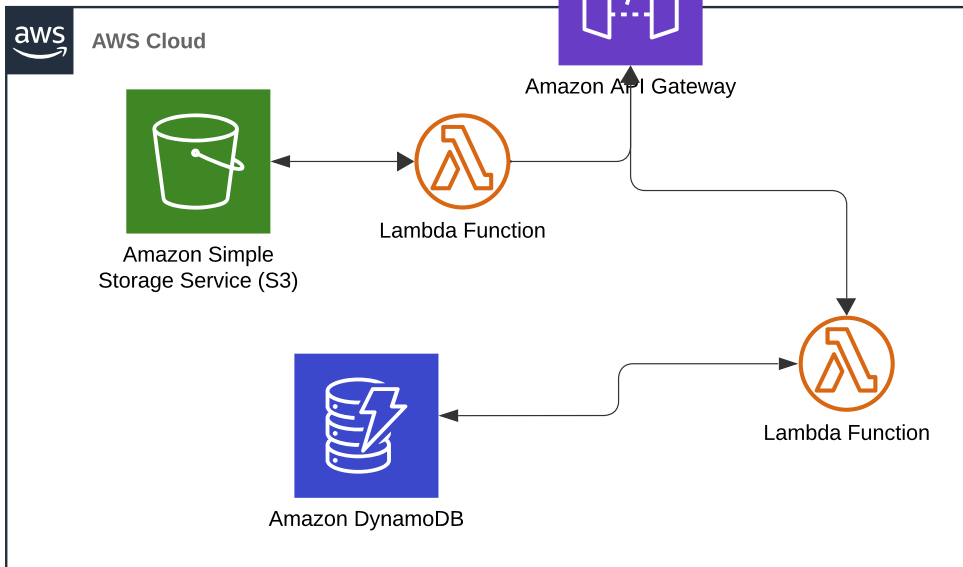 aws
AWS Cloud
Amazon API Gateway
Lambda Function
Amazon Simple
Storage Service (S3)
Lambda Function
Amazon DynamoDB